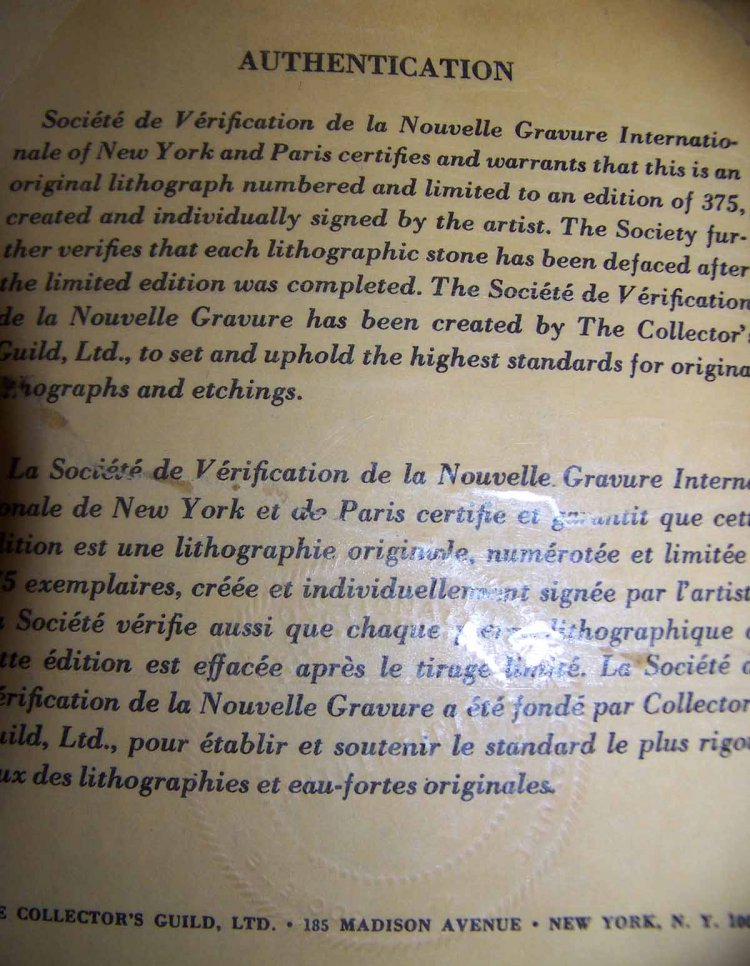 AUTHENTICATION
Société de Vérification de la Nouvelle Gravure Internatio-
nale of New York and Paris certifies and warrants that this is an
original lithograph numbered and limited to an edition of 375,
created and individually signed by the artist. The Society fur-
ther verifies that each lithographic stone has been defaced after
the limited edition was completed. The Société de Vérification
de la Nouvelle Gravure has been created by The Collector's
Guild, Ltd., to set and uphold the highest standards for origina
thographs and etchings.
La Société de Vérification de la Nouvelle Gravure Intern
onale de New York et de Paris certifie et garantit que cett
dition est une lithographie originale, numérotée et limitée
75 exemplaires, créée et individuellement signée par l'artist
Société vérifie aussi que chaque lithographique
tte édition est effacée après le tirage limité. La Société d
érification de la Nouvelle Gravure a été fondé par Collector
uild, Ltd., pour établir et soutenir le standard le plus rigou
ux des lithographies et eau-fortes originales.
E COLLECTOR'S GUILD, LTD. • 185 MADISON AVENUE • NEW YORK, N. Y. 100